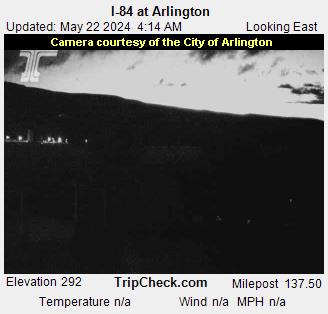 I-84 at Arlington
Updated: May 22 2024 4:14 AM Looking East
Camera courtesy of the City of Arlington
Elevation 292 TripCheck.com Milepost 137.50
Temperature n/a Wind n/a MPH n/a